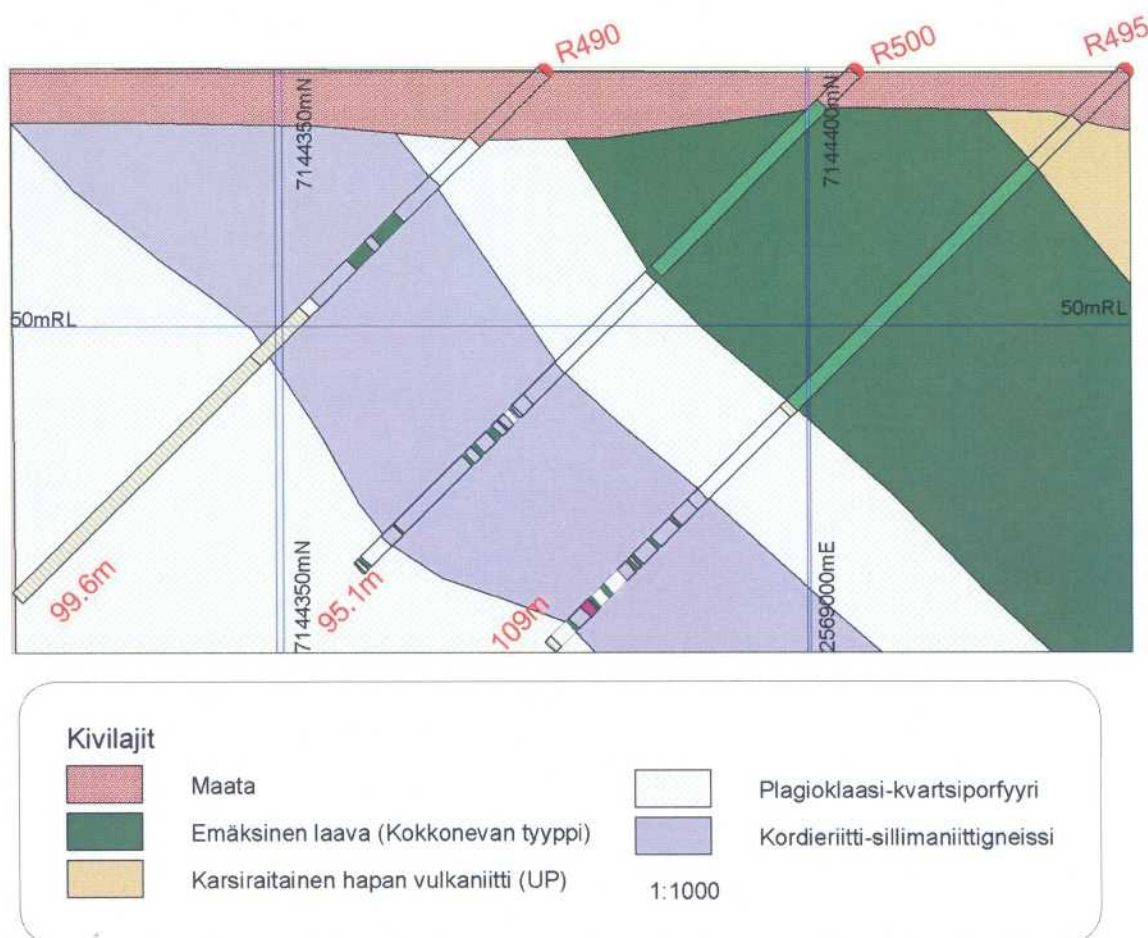 R490
R500
R495
7144350mN
7144400mN
50mRL
50mRL
99.6m
7144350mN
95.1m
109m
2569000mE
Kivilajit
Maata
Emäksinen laava (Kokkonevan tyyppi)
Karsiraitainen hapan vulkaniitti (UP)
Plagioklaasi-kvartsiporfyyri
Kordieriitti-sillimaniittigneissi
1:1000